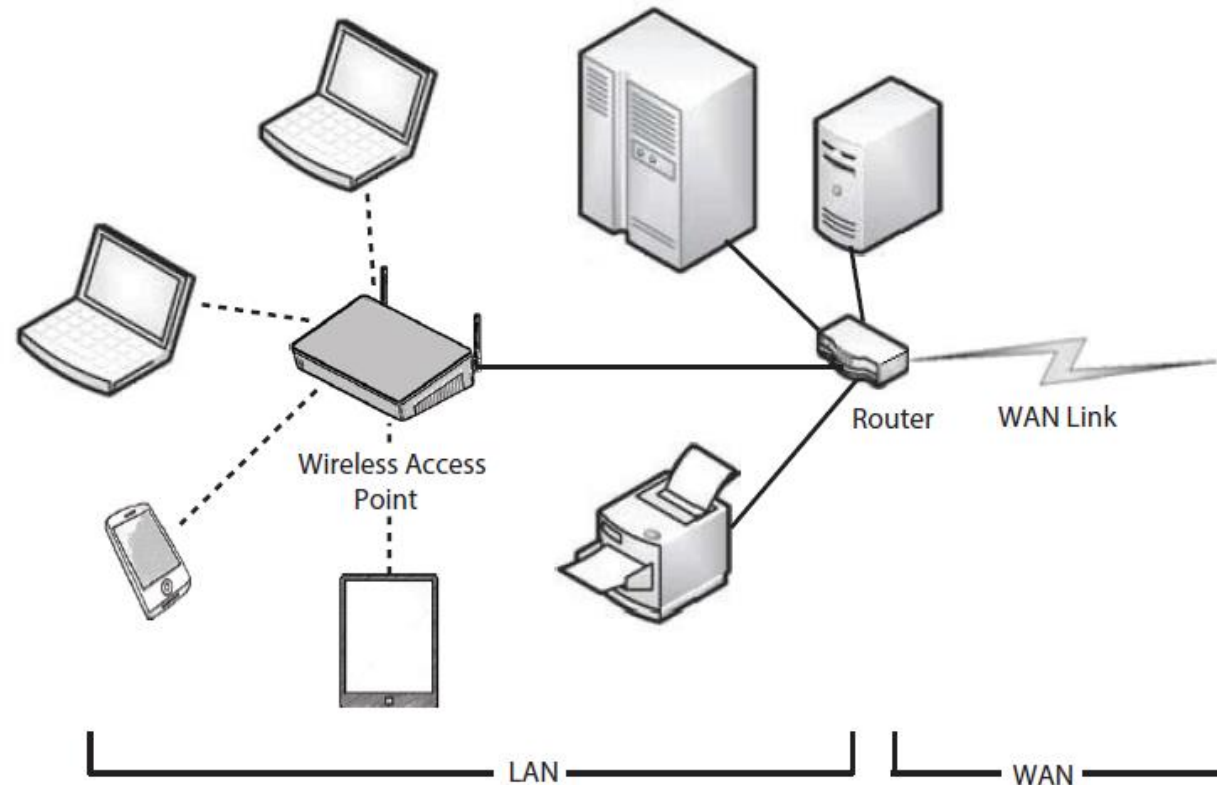 Router
WAN Link
Wireless Access
Point
LAN
WAN